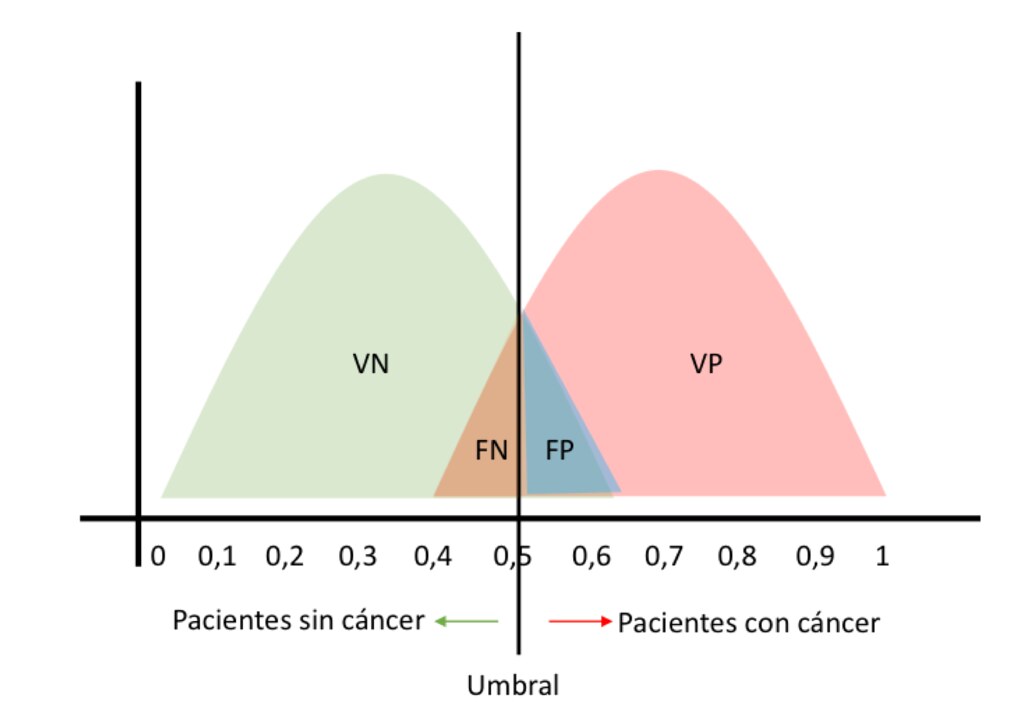 VN
VP
FN
FP
0 0,1 0,2 0,3 0,4 0,5 0,6 0,7 0,8 0,9 1
Pacientes sin cáncer
Pacientes con cáncer
Umbral